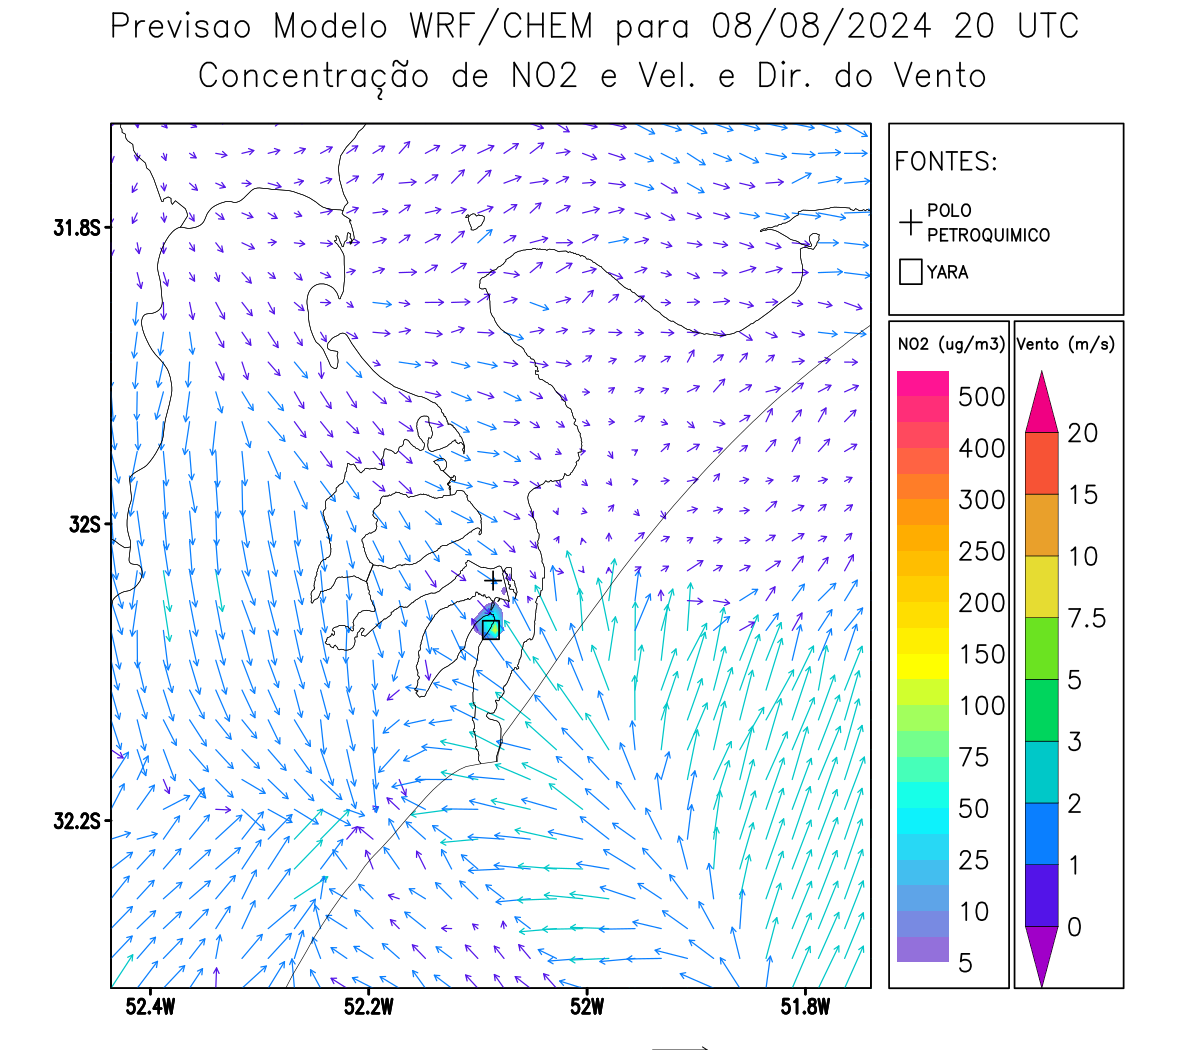 Previsao Modelo WRF/CHEM para 08/08/2024 20 UTC
Concentração de NO2 e Vel. e Dir. do Vento
FONTES:
POLO
PETROQUIMICO
YARA
NO2 (ug/m3)
500
400
300
250
200
150
100
75
50
25
10
5
Vento (m/s)
20
15
10
7.5
5
3
2
1
0
31.8S
32S
32.2S
52.4W
52.2W
52W
51.8W